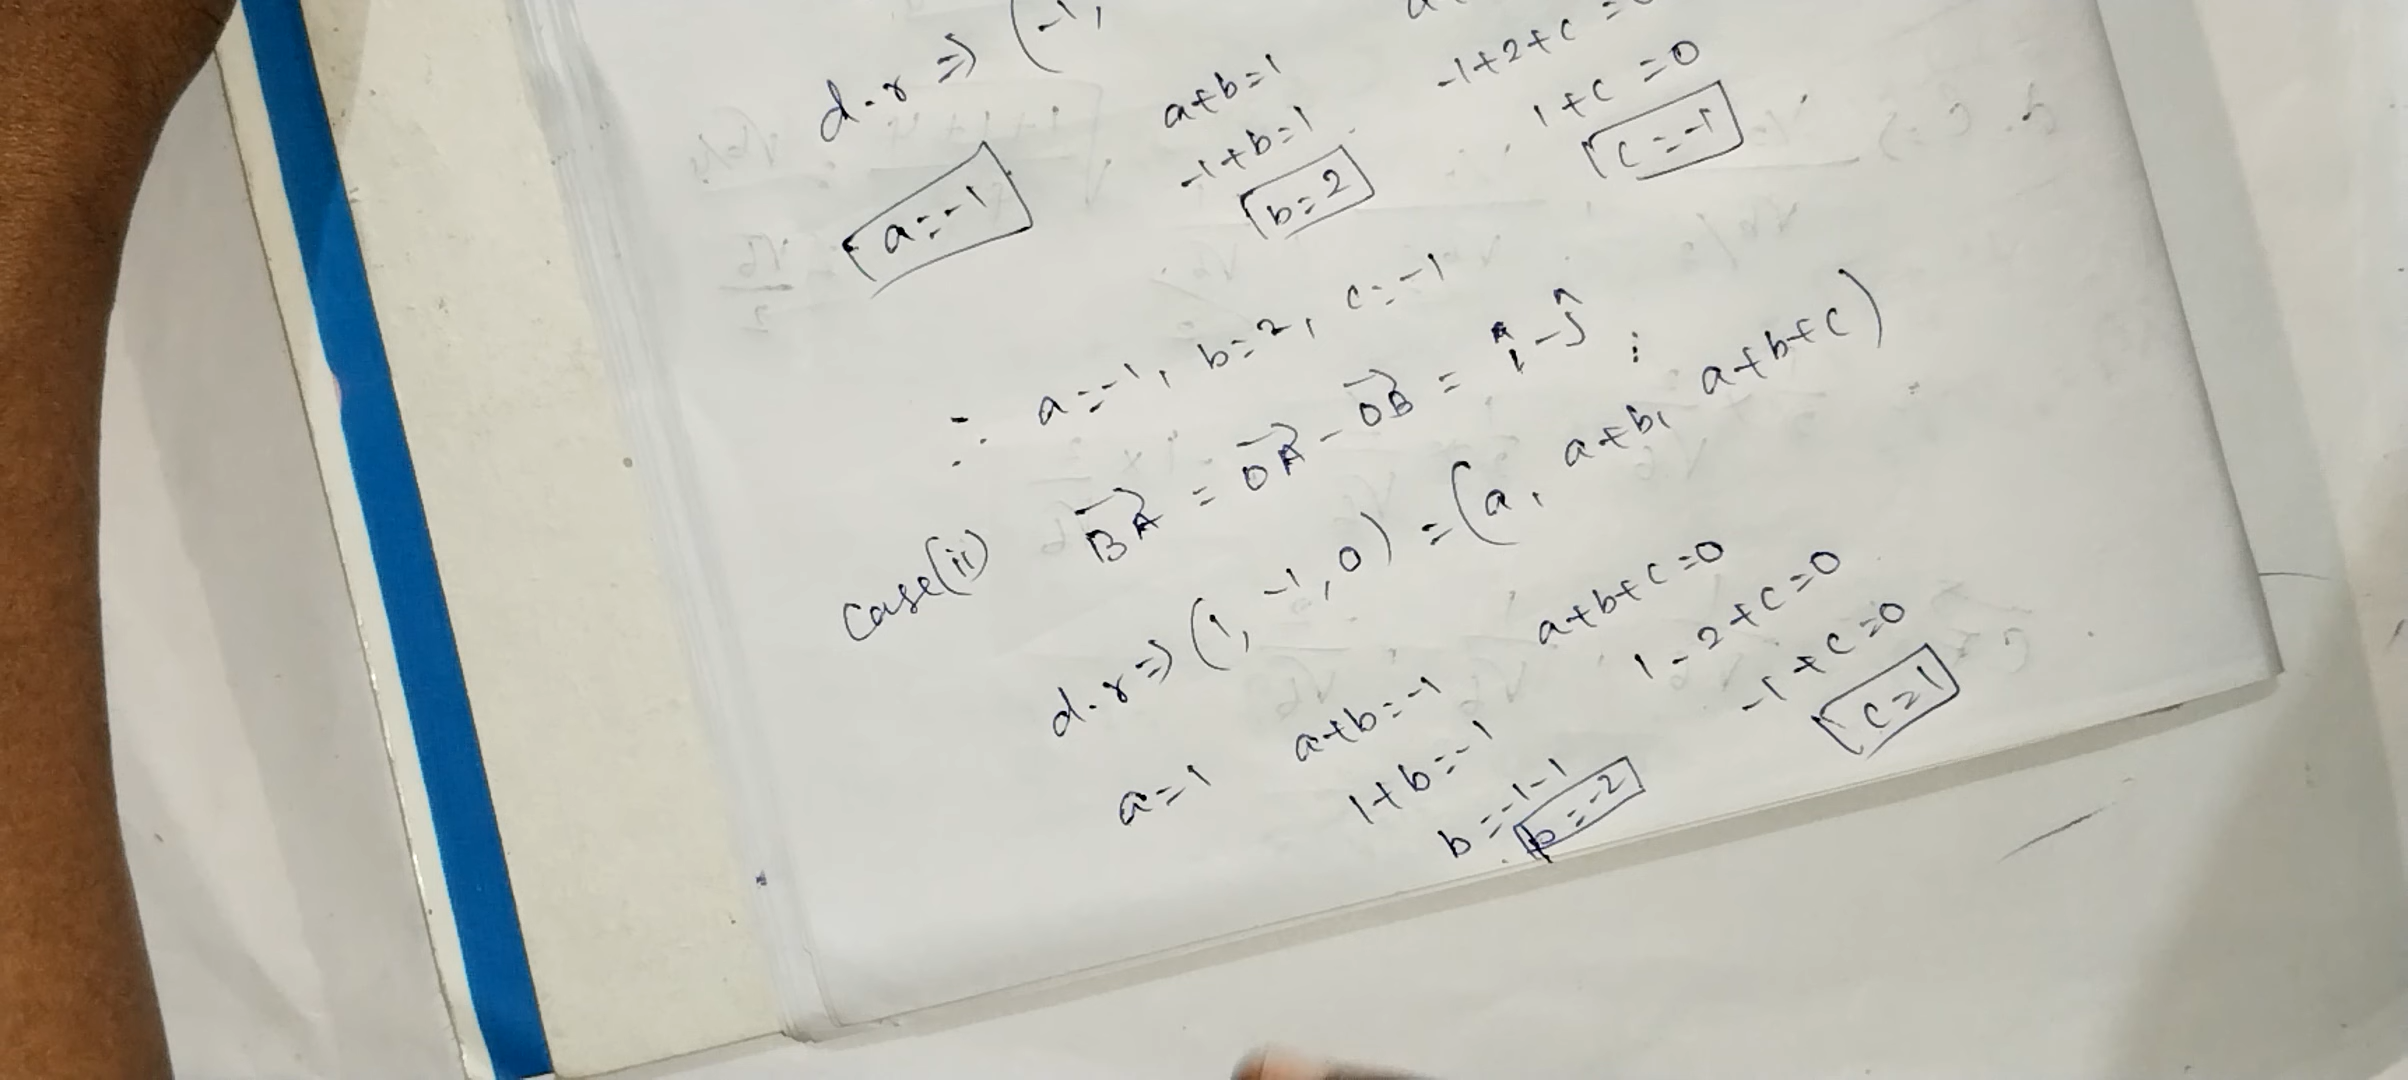 d.r ⇒ (-1,
a+b=1
-1+2+c =
-1+b=1
1+c =0
a=-1
b=2
c=-1
∴ a=-1, b=2, c=-1
Case(ii) BA = OA - OB = î-ĵ ;
d.r ⇒ (1, -1, 0) = (a, a+b, a+b+c)
a=1 a+b=-1 a+b+c=0
1+b=-1 1-2+c=0
b=-1-1 -1+c=0
b=-2 c=1